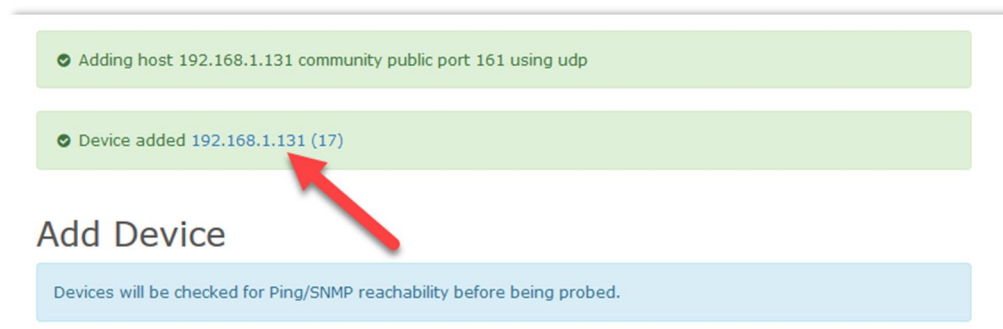 Adding host 192.168.1.131 community public port 161 using udp
Device added 192.168.1.131 (17)
Add Device
Devices will be checked for Ping/SNMP reachability before being probed.